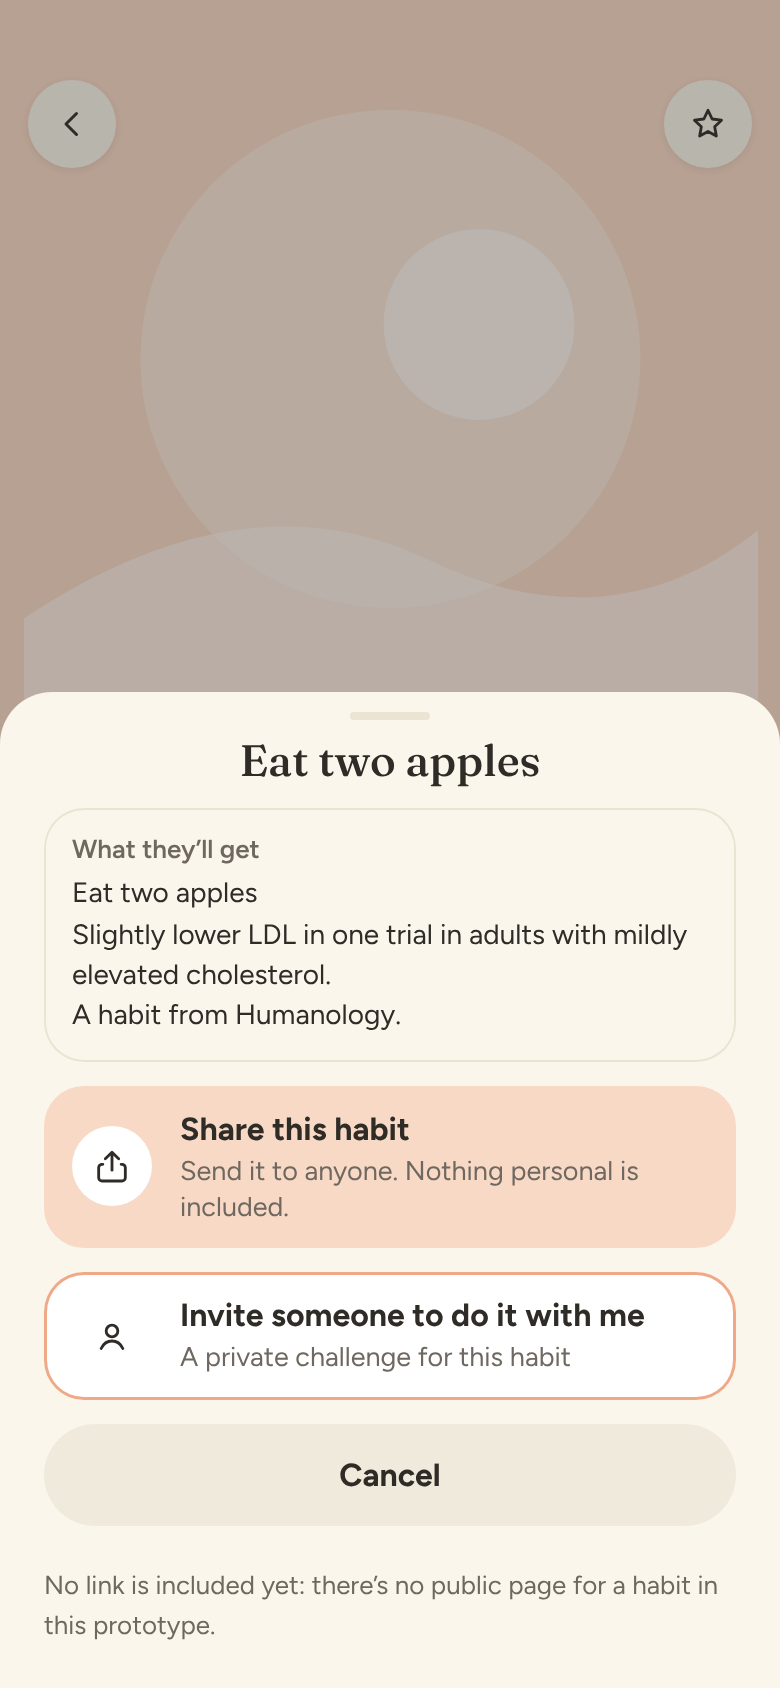 Eat two apples
What they’ll get
Eat two apples
Slightly lower LDL in one trial in adults with mildly
elevated cholesterol.
A habit from Humanology.
Share this habit
Send it to anyone. Nothing personal is
included.
Invite someone to do it with me
A private challenge for this habit
Cancel
No link is included yet: there’s no public page for a habit in
this prototype.